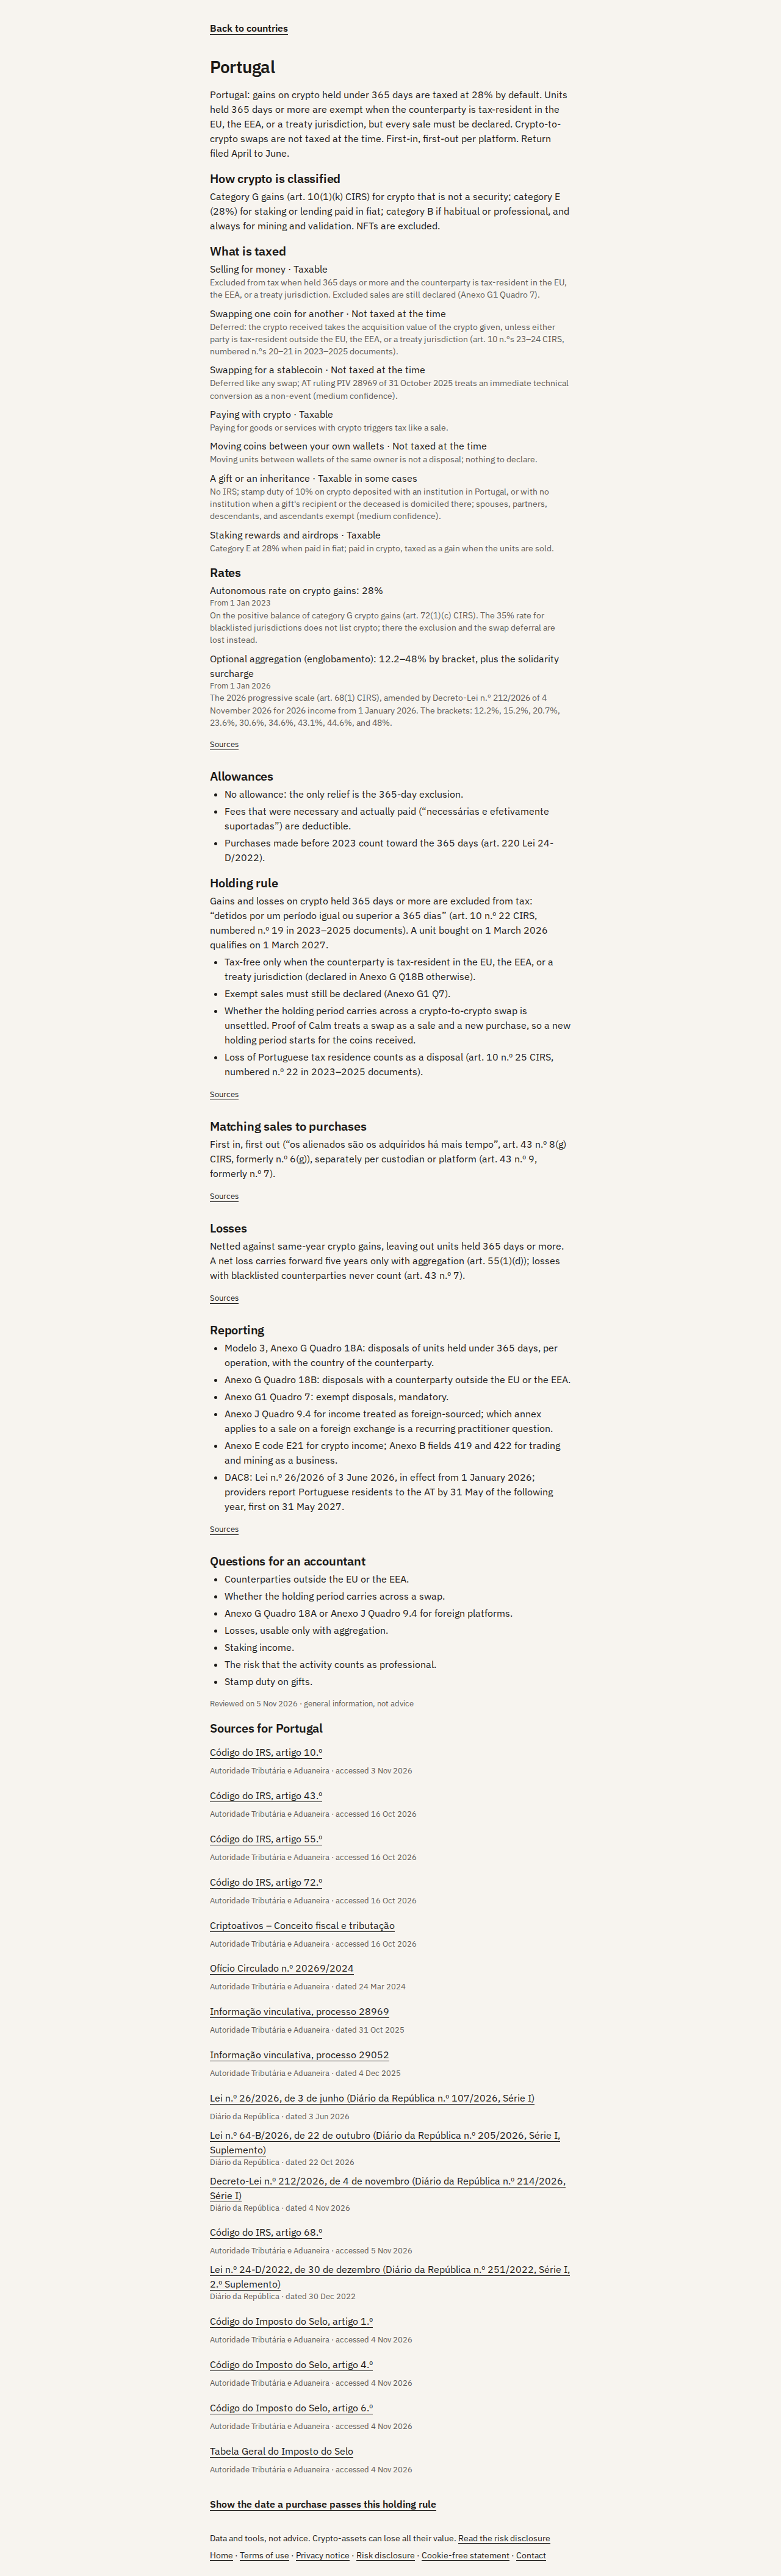 Back to countries
Portugal
Portugal: gains on crypto held under 365 days are taxed at 28% by default. Units
held 365 days or more are exempt when the counterparty is tax-resident in the
EU, the EEA, or a treaty jurisdiction, but every sale must be declared. Crypto-to-
crypto swaps are not taxed at the time. First-in, first-out per platform. Return
filed April to June.
How crypto is classified
Category G gains (art. 10(1)(k) CIRS) for crypto that is not a security; category E
(28%) for staking or lending paid in fiat; category B if habitual or professional, and
always for mining and validation. NFTs are excluded.
What is taxed
Selling for money · Taxable
Excluded from tax when held 365 days or more and the counterparty is tax-resident in the EU,
the EEA, or a treaty jurisdiction. Excluded sales are still declared (Anexo G1 Quadro 7).
Swapping one coin for another · Not taxed at the time
Deferred: the crypto received takes the acquisition value of the crypto given, unless either
party is tax-resident outside the EU, the EEA, or a treaty jurisdiction (art. 10 n.ºs 23–24 CIRS,
numbered n.ºs 20–21 in 2023–2025 documents).
Swapping for a stablecoin · Not taxed at the time
Deferred like any swap; AT ruling PIV 28969 of 31 October 2025 treats an immediate technical
conversion as a non-event (medium confidence).
Paying with crypto · Taxable
Paying for goods or services with crypto triggers tax like a sale.
Moving coins between your own wallets · Not taxed at the time
Moving units between wallets of the same owner is not a disposal; nothing to declare.
A gift or an inheritance · Taxable in some cases
No IRS; stamp duty of 10% on crypto deposited with an institution in Portugal, or with no
institution when a gift's recipient or the deceased is domiciled there; spouses, partners,
descendants, and ascendants exempt (medium confidence).
Staking rewards and airdrops · Taxable
Category E at 28% when paid in fiat; paid in crypto, taxed as a gain when the units are sold.
Rates
Autonomous rate on crypto gains: 28%
From 1 Jan 2023
On the positive balance of category G crypto gains (art. 72(1)(c) CIRS). The 35% rate for
blacklisted jurisdictions does not list crypto; there the exclusion and the swap deferral are
lost instead.
Optional aggregation (englobamento): 12.2–48% by bracket, plus the solidarity
surcharge
From 1 Jan 2026
The 2026 progressive scale (art. 68(1) CIRS), amended by Decreto-Lei n.º 212/2026 of 4
November 2026 for 2026 income from 1 January 2026. The brackets: 12.2%, 15.2%, 20.7%,
23.6%, 30.6%, 34.6%, 43.1%, 44.6%, and 48%.
Sources
Allowances
• No allowance: the only relief is the 365-day exclusion.
• Fees that were necessary and actually paid (“necessárias e efetivamente
suportadas”) are deductible.
• Purchases made before 2023 count toward the 365 days (art. 220 Lei 24-
D/2022).
Holding rule
Gains and losses on crypto held 365 days or more are excluded from tax:
“detidos por um período igual ou superior a 365 dias” (art. 10 n.º 22 CIRS,
numbered n.º 19 in 2023–2025 documents). A unit bought on 1 March 2026
qualifies on 1 March 2027.
• Tax-free only when the counterparty is tax-resident in the EU, the EEA, or a
treaty jurisdiction (declared in Anexo G Q18B otherwise).
• Exempt sales must still be declared (Anexo G1 Q7).
• Whether the holding period carries across a crypto-to-crypto swap is
unsettled. Proof of Calm treats a swap as a sale and a new purchase, so a new
holding period starts for the coins received.
• Loss of Portuguese tax residence counts as a disposal (art. 10 n.º 25 CIRS,
numbered n.º 22 in 2023–2025 documents).
Sources
Matching sales to purchases
First in, first out (“os alienados são os adquiridos há mais tempo”, art. 43 n.º 8(g)
CIRS, formerly n.º 6(g)), separately per custodian or platform (art. 43 n.º 9,
formerly n.º 7).
Sources
Losses
Netted against same-year crypto gains, leaving out units held 365 days or more.
A net loss carries forward five years only with aggregation (art. 55(1)(d)); losses
with blacklisted counterparties never count (art. 43 n.º 7).
Sources
Reporting
• Modelo 3, Anexo G Quadro 18A: disposals of units held under 365 days, per
operation, with the country of the counterparty.
• Anexo G Quadro 18B: disposals with a counterparty outside the EU or the EEA.
• Anexo G1 Quadro 7: exempt disposals, mandatory.
• Anexo J Quadro 9.4 for income treated as foreign-sourced; which annex
applies to a sale on a foreign exchange is a recurring practitioner question.
• Anexo E code E21 for crypto income; Anexo B fields 419 and 422 for trading
and mining as a business.
• DAC8: Lei n.º 26/2026 of 3 June 2026, in effect from 1 January 2026;
providers report Portuguese residents to the AT by 31 May of the following
year, first on 31 May 2027.
Sources
Questions for an accountant
• Counterparties outside the EU or the EEA.
• Whether the holding period carries across a swap.
• Anexo G Quadro 18A or Anexo J Quadro 9.4 for foreign platforms.
• Losses, usable only with aggregation.
• Staking income.
• The risk that the activity counts as professional.
• Stamp duty on gifts.
Reviewed on 5 Nov 2026 · general information, not advice
Sources for Portugal
Código do IRS, artigo 10.º
Autoridade Tributária e Aduaneira · accessed 3 Nov 2026
Código do IRS, artigo 43.º
Autoridade Tributária e Aduaneira · accessed 16 Oct 2026
Código do IRS, artigo 55.º
Autoridade Tributária e Aduaneira · accessed 16 Oct 2026
Código do IRS, artigo 72.º
Autoridade Tributária e Aduaneira · accessed 16 Oct 2026
Criptoativos – Conceito fiscal e tributação
Autoridade Tributária e Aduaneira · accessed 16 Oct 2026
Ofício Circulado n.º 20269/2024
Autoridade Tributária e Aduaneira · dated 24 Mar 2024
Informação vinculativa, processo 28969
Autoridade Tributária e Aduaneira · dated 31 Oct 2025
Informação vinculativa, processo 29052
Autoridade Tributária e Aduaneira · dated 4 Dec 2025
Lei n.º 26/2026, de 3 de junho (Diário da República n.º 107/2026, Série I)
Diário da República · dated 3 Jun 2026
Lei n.º 64-B/2026, de 22 de outubro (Diário da República n.º 205/2026, Série I,
Suplemento)
Diário da República · dated 22 Oct 2026
Decreto-Lei n.º 212/2026, de 4 de novembro (Diário da República n.º 214/2026,
Série I)
Diário da República · dated 4 Nov 2026
Código do IRS, artigo 68.º
Autoridade Tributária e Aduaneira · accessed 5 Nov 2026
Lei n.º 24-D/2022, de 30 de dezembro (Diário da República n.º 251/2022, Série I,
2.º Suplemento)
Diário da República · dated 30 Dec 2022
Código do Imposto do Selo, artigo 1.º
Autoridade Tributária e Aduaneira · accessed 4 Nov 2026
Código do Imposto do Selo, artigo 4.º
Autoridade Tributária e Aduaneira · accessed 4 Nov 2026
Código do Imposto do Selo, artigo 6.º
Autoridade Tributária e Aduaneira · accessed 4 Nov 2026
Tabela Geral do Imposto do Selo
Autoridade Tributária e Aduaneira · accessed 4 Nov 2026
Show the date a purchase passes this holding rule
Data and tools, not advice. Crypto-assets can lose all their value. Read the risk disclosure
Home · Terms of use · Privacy notice · Risk disclosure · Cookie-free statement · Contact